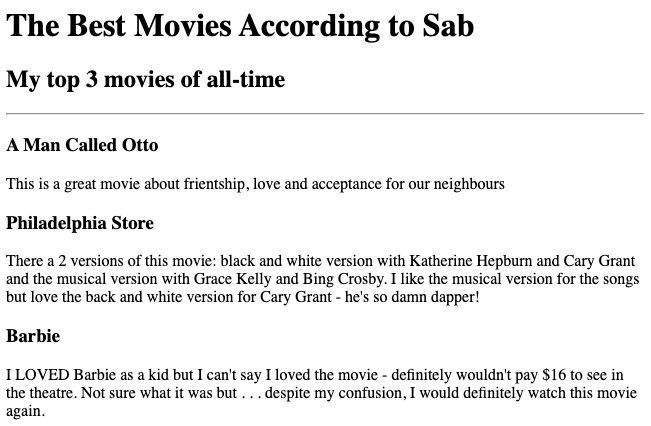 The Best Movies According to Sab
My top 3 movies of all-time
A Man Called Otto
This is a great movie about frientship, love and acceptance for our neighbours
Philadelphia Store
There a 2 versions of this movie: black and white version with Katherine Hepburn and Cary Grant
and the musical version with Grace Kelly and Bing Crosby. I like the musical version for the songs
but love the back and white version for Cary Grant - he's so damn dapper!
Barbie
I LOVED Barbie as a kid but I can't say I loved the movie - definitely wouldn't pay $16 to see in
the theatre. Not sure what it was but . . . despite my confusion, I would definitely watch this movie
again.